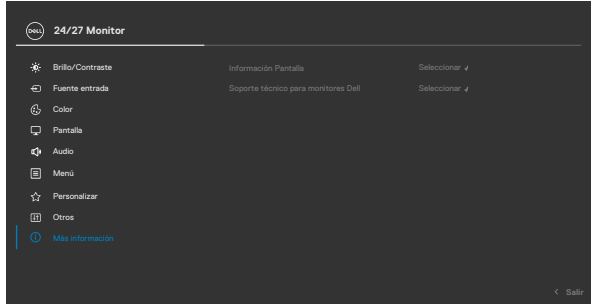 DELL 24/27 Monitor
Brillo/Contraste Información Pantalla Seleccionar
Fuente entrada Soporte técnico para monitores Dell Seleccionar
Color
Pantalla
Audio
Menú
Personalizar
Otros
Más información
Salir